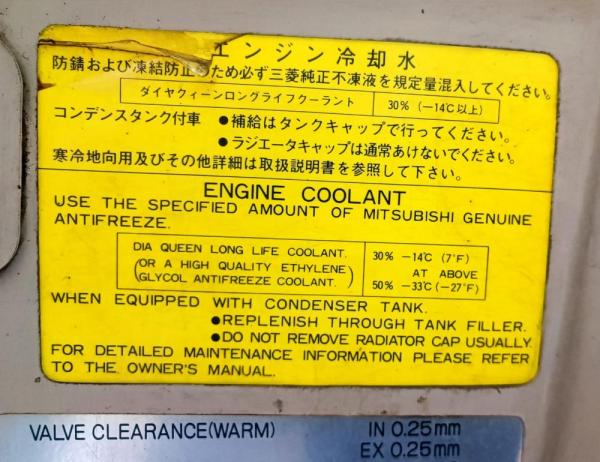 エンジン冷却水
防錆および凍結防止のため必ず三菱純正不凍液を規定量混入してください。
ダイヤクィーンロングライフクーラント 30% (−14℃以上)
コンデンスタンク付車 ●補給はタンクキャップで行ってください。
●ラジエータキャップは通常あけないでください。
寒冷地向用及びその他詳細は取扱説明書を参照して下さい。
ENGINE COOLANT
USE THE SPECIFIED AMOUNT OF MITSUBISHI GENUINE
ANTIFREEZE.
DIA QUEEN LONG LIFE COOLANT. 30% −14℃ (7°F)
(OR A HIGH QUALITY ETHYLENE AT ABOVE
GLYCOL ANTIFREEZE COOLANT.) 50% −33℃ (−27°F)
WHEN EQUIPPED WITH CONDENSER TANK.
●REPLENISH THROUGH TANK FILLER.
●DO NOT REMOVE RADIATOR CAP USUALLY.
FOR DETAILED MAINTENANCE INFORMATION PLEASE REFER
TO THE OWNER'S MANUAL.
VALVE CLEARANCE(WARM) IN 0.25mm
EX 0.25mm